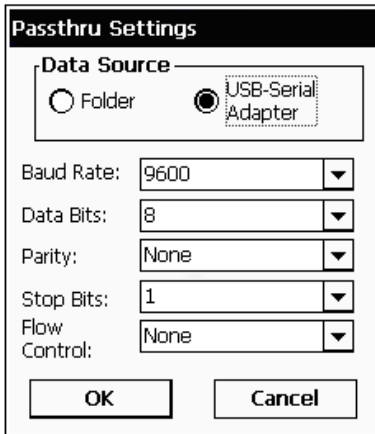 Passthru Settings
Data Source
Folder
USB-Serial
Adapter
Baud Rate: 9600
Data Bits: 8
Parity: None
Stop Bits: 1
Flow
Control: None
OK Cancel